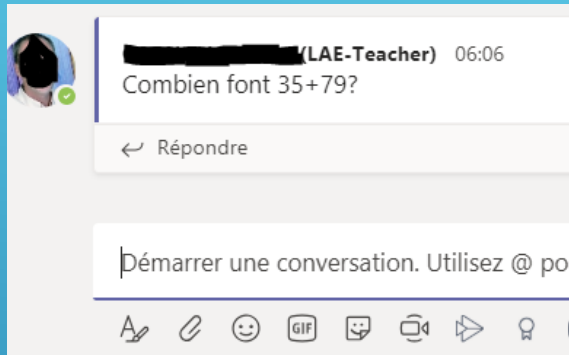 (LAE-Teacher) 06:06
Combien font 35+79?
Répondre
Démarrer une conversation. Utilisez @ po
GIF